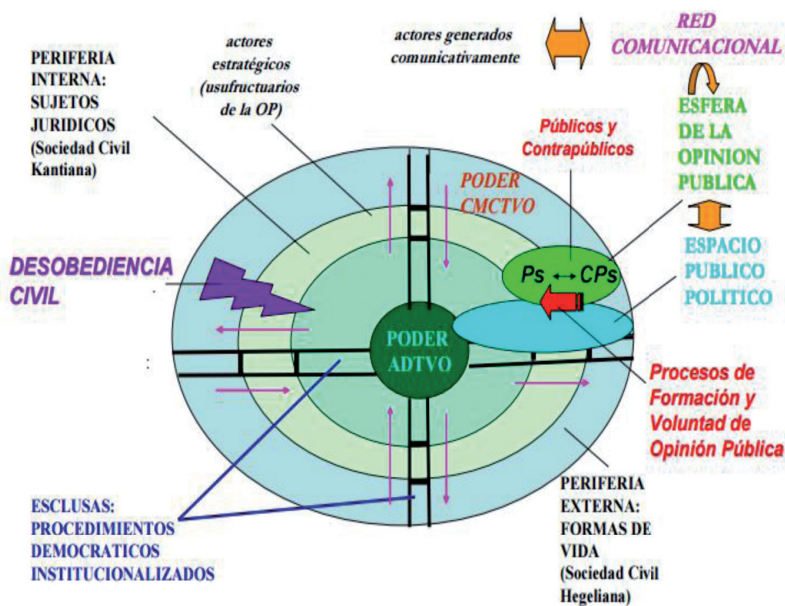 PERIFERIA
INTERNA:
SUJETOS
JURIDICOS
(Sociedad Civil
Kantiana)
actores
estratégicos
(usufructuarios
de la OP)
actores generados
comunicativamente
RED
COMUNICACIONAL
ESFERA
DE LA
OPINION
PUBLICA
Públicos y
Contrapúblicos
PODER
CMCTVO
ESPACIO
PUBLICO
POLITICO
DESOBEDIENCIA
CIVIL
Ps
CPs
PODER
ADTVO
:
Procesos de
Formación y
Voluntad de
Opinión Pública
ESCLUSAS:
PROCEDIMIENTOS
DEMOCRATICOS
INSTITUCIONALIZADOS
PERIFERIA
EXTERNA:
FORMAS DE
VIDA
(Sociedad Civil
Hegeliana)